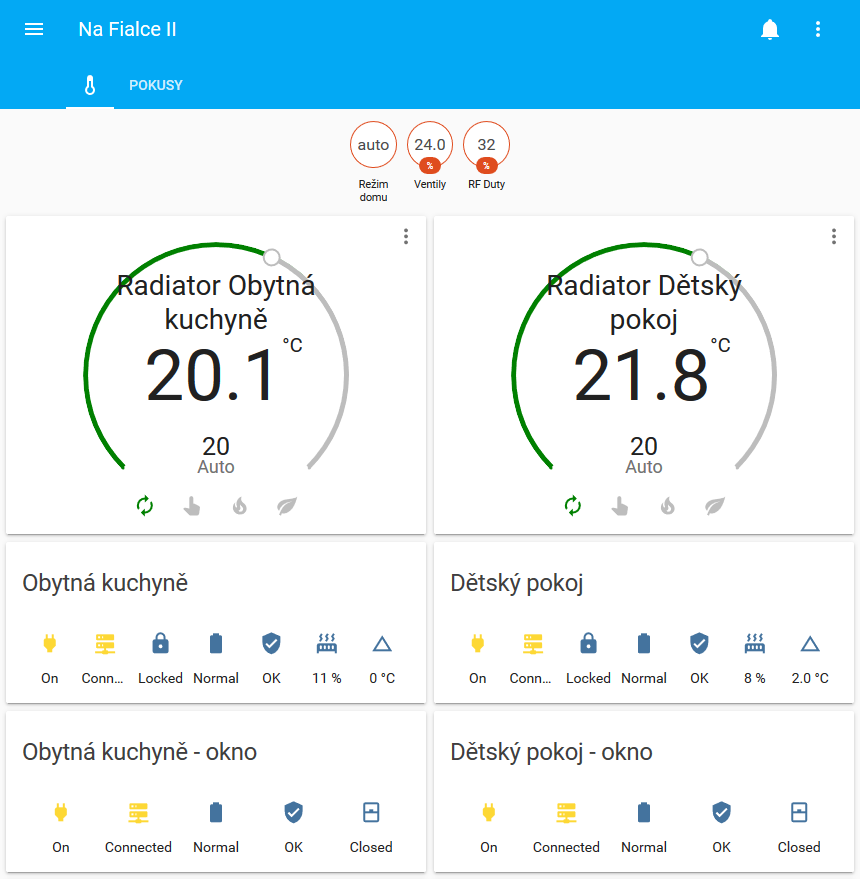 Na Fialce II
POKUSY
auto 24.0 32
% %
Režim domu Ventily RF Duty
Radiator Obytná
kuchyně
20.1 °C
20
Auto
Radiator Dětský
pokoj
21.8 °C
20
Auto
Obytná kuchyně
On Conn... Locked Normal OK 11 % 0 °C
Dětský pokoj
On Conn... Locked Normal OK 8 % 2.0 °C
Obytná kuchyně - okno
On Connected Normal OK Closed
Dětský pokoj - okno
On Connected Normal OK Closed